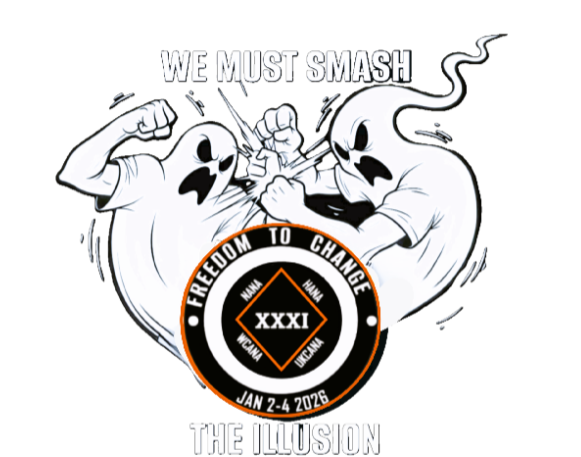 WE MUST SMASH
FREEDOM TO CHANGE
NANA
HANA
XXXI
WCANA
UKCANA
JAN 2-4 2026
THE ILLUSION